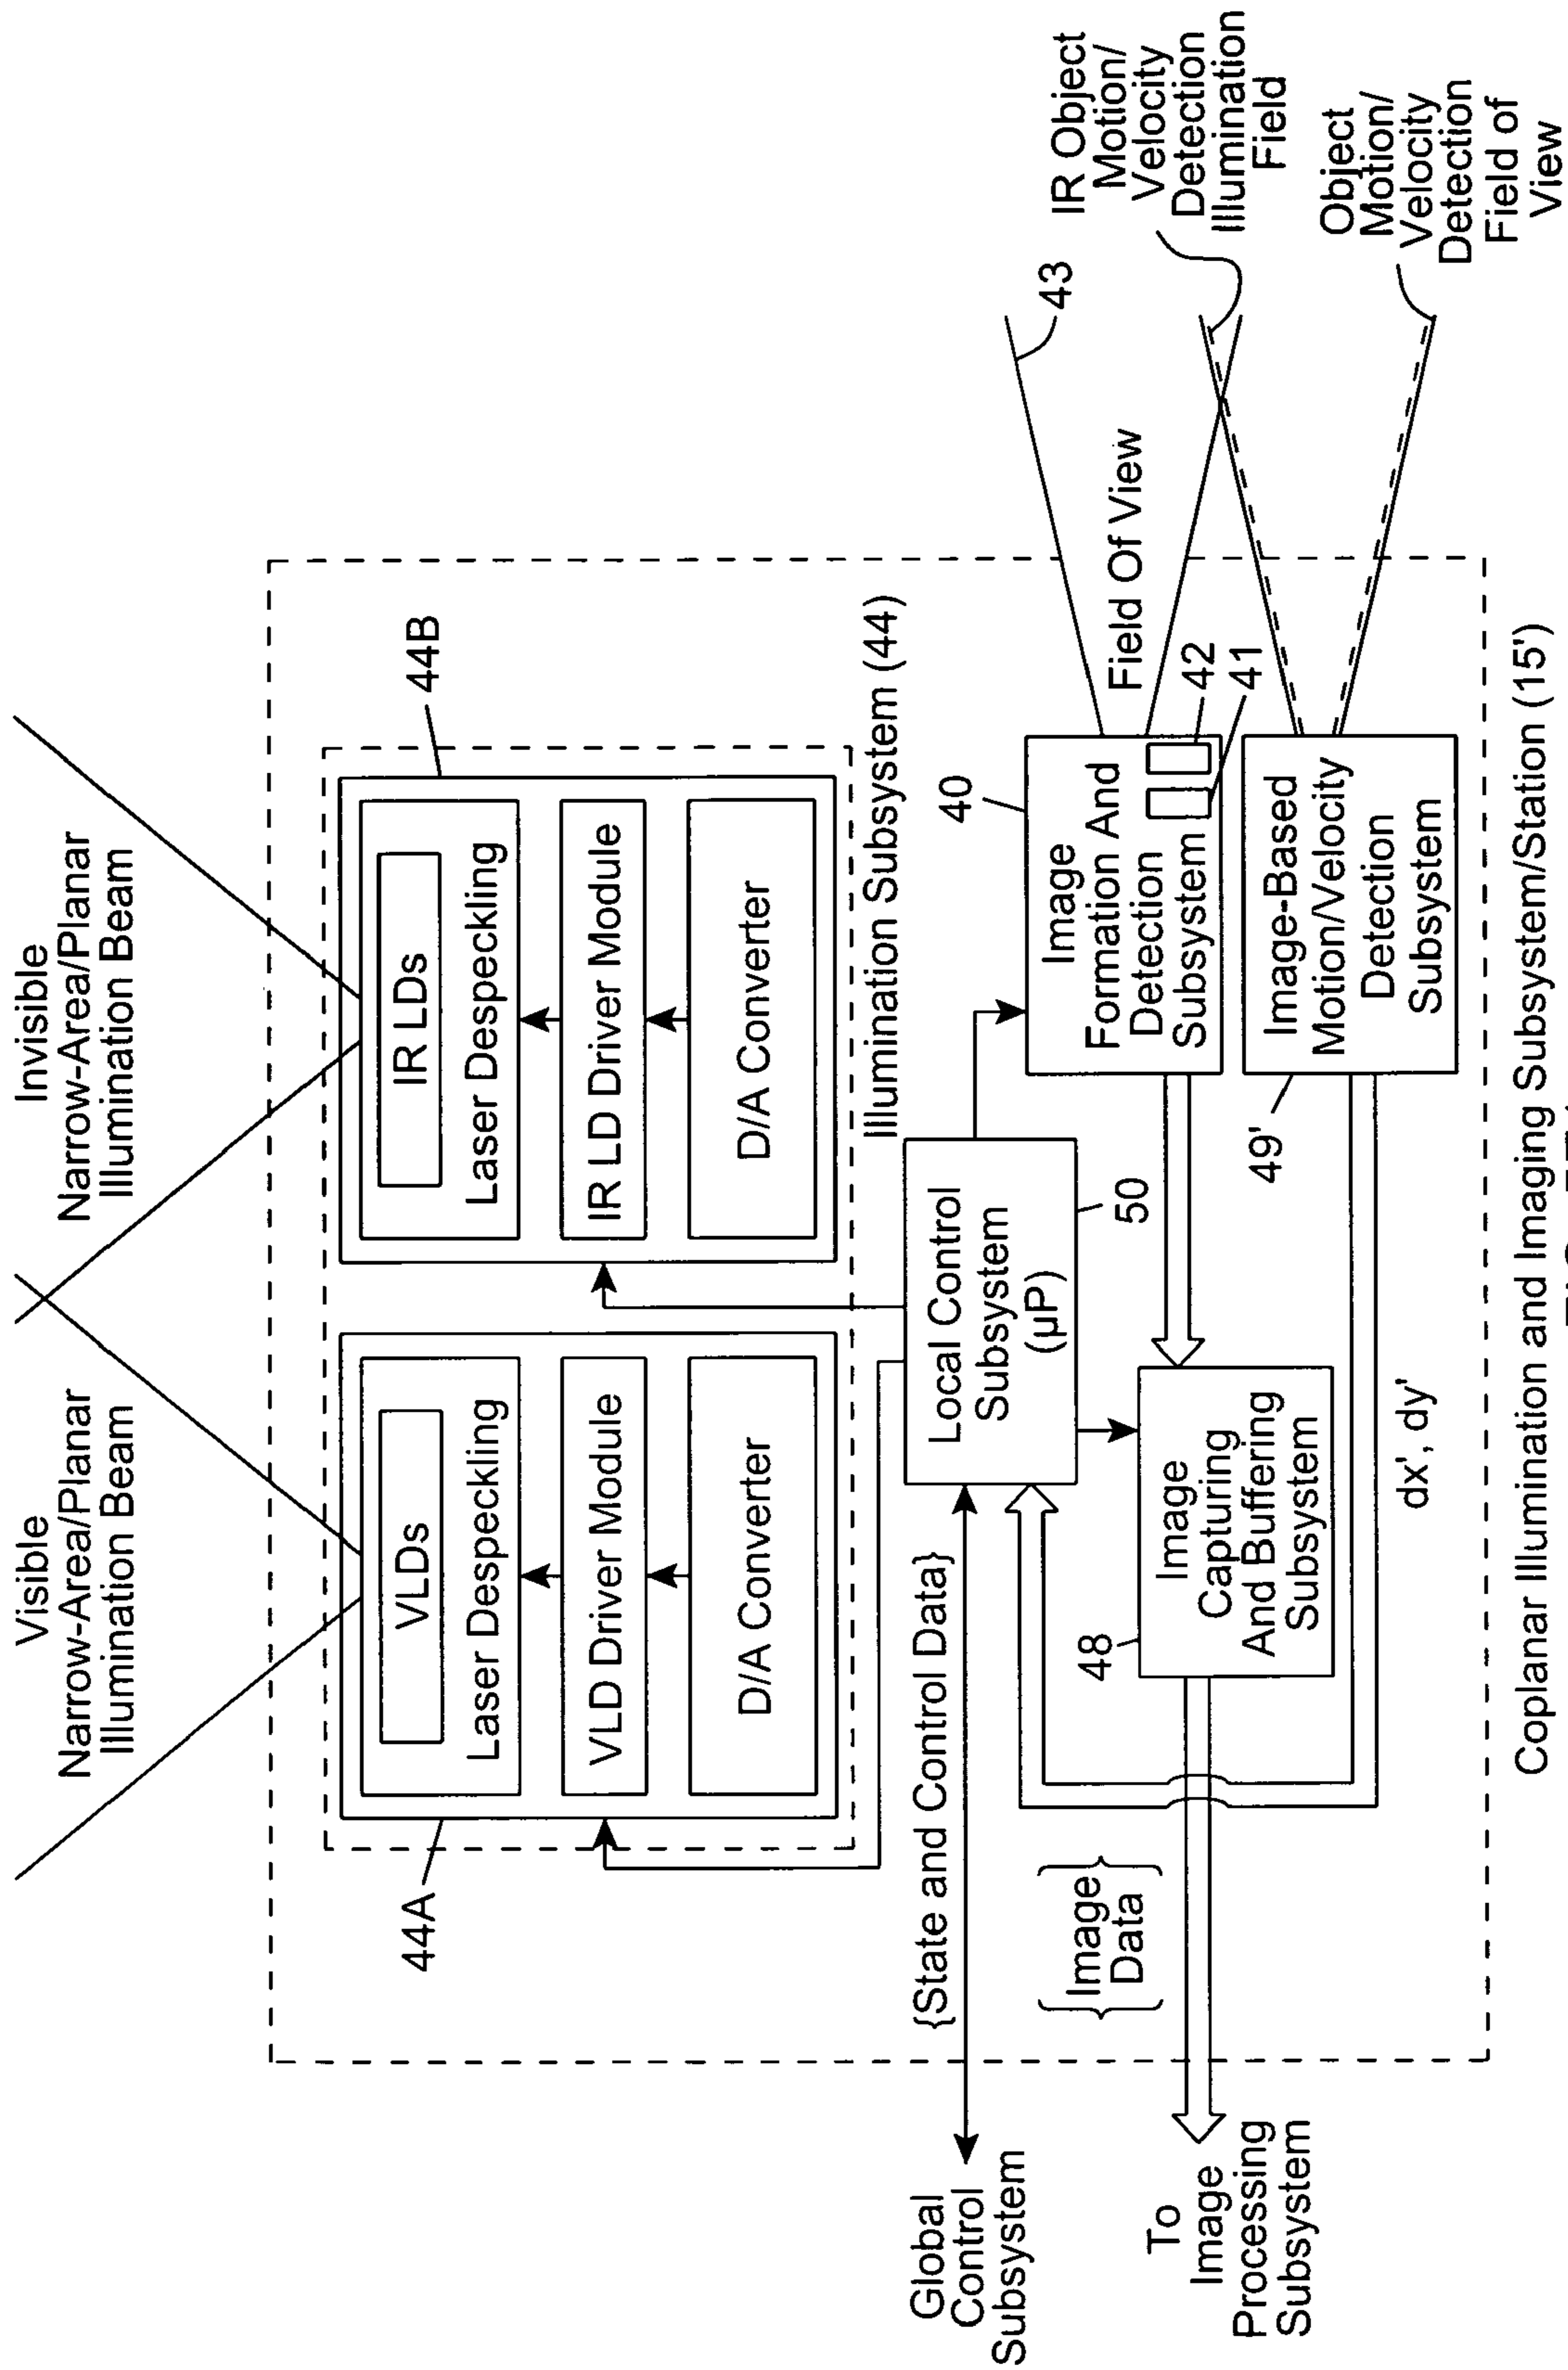 Visible
Narrow-Area/Planar
Illumination Beam
Invisible
Narrow-Area/Planar
Illumination Beam
44A
VLDs
Laser Despeckling
VLD Driver Module
D/A Converter
44B
IR LDs
Laser Despeckling
IR LD Driver Module
D/A Converter
Illumination Subsystem (44)
Global
Control
Subsystem
{State and Control Data}
Local Control
Subsystem
(µP)
50
40
Image
Formation And
Detection
Subsystem
42
41
Field Of View
43
IR Object
Motion/
Velocity
Detection
Illumination
Field
To
Image
Processing
Subsystem
{Image
Data}
48
Image
Capturing
And Buffering
Subsystem
49'
Image-Based
Motion/Velocity
Detection
Subsystem
Object
Motion/
Velocity
Detection
Field of
View
dx', dy'
Coplanar Illumination and Imaging Subsystem/Station (15')